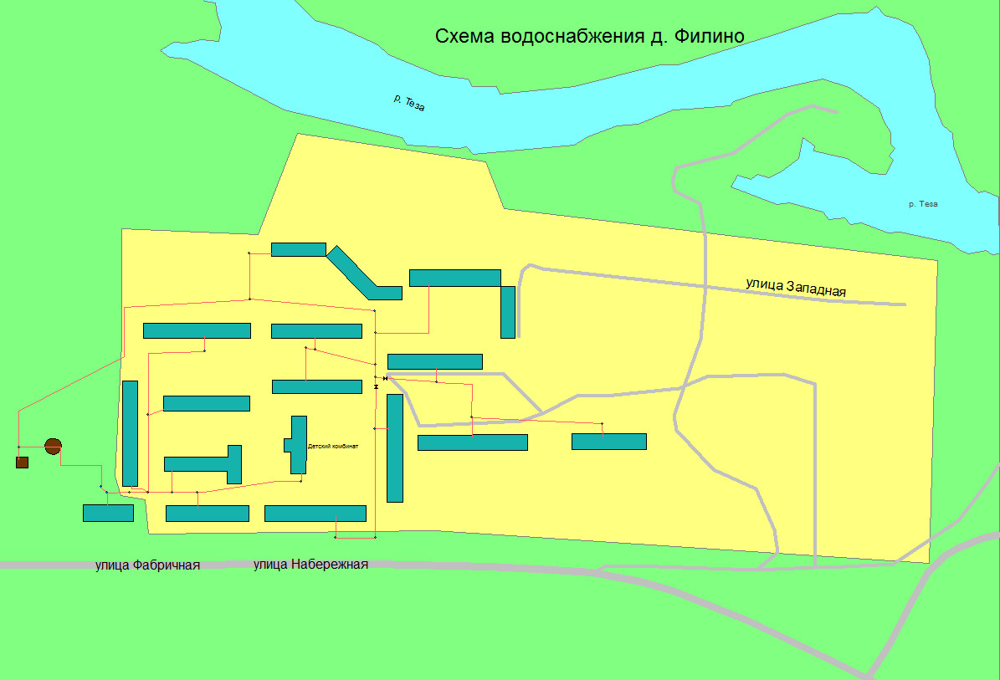 Схема водоснабжения д. Филино
р. Теза
р. Теза
улица Западная
Детский комбинат
улица Фабричная
улица Набережная